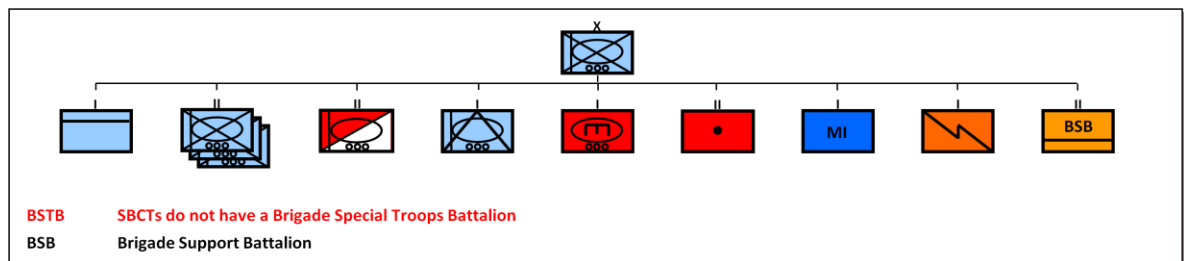 X
I II II I I II I I II
MI BSB
BSTB SBCTs do not have a Brigade Special Troops Battalion
BSB Brigade Support Battalion